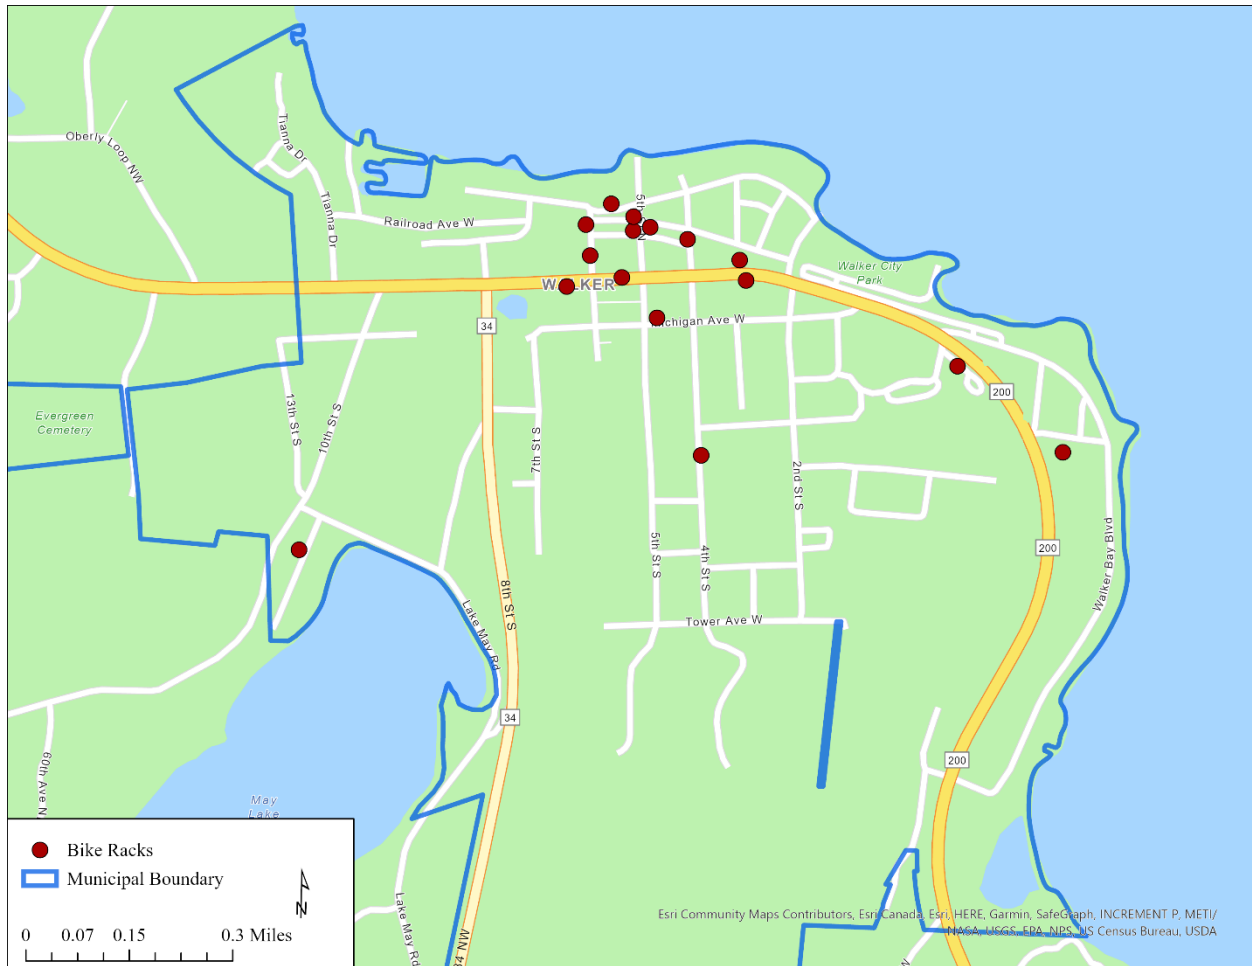 Oberly Loop NW
Tianna Dr
Tianna Dr
Railroad Ave W
5th St N
WALKER
Walker City
Park
34
Michigan Ave W
200
Evergreen
Cemetery
13th St S
10th St S
7th St S
2nd St S
200
5th St S
4th St S
Walker Bay Blvd
8th St S
Lake May Rd
Tower Ave W
34
200
60th Ave N
May
Lake
Bike Racks
Municipal Boundary
N
0 0.07 0.15 0.3 Miles
Lake May Rd
34 NW
Esri Community Maps Contributors, Esri Canada, Esri, HERE, Garmin, SafeGraph, INCREMENT P, METI/
NASA, USGS, EPA, NPS, US Census Bureau, USDA